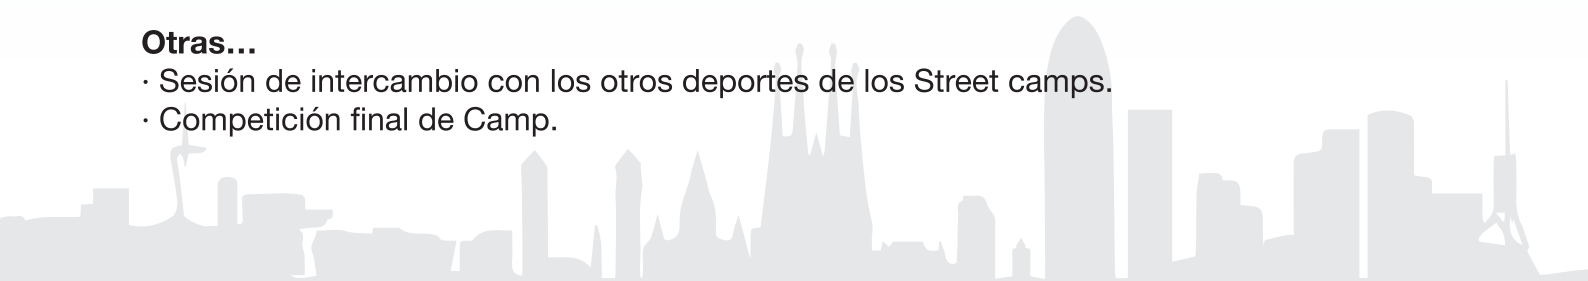 Otras…
· Sesión de intercambio con los otros deportes de los Street camps.
· Competición final de Camp.